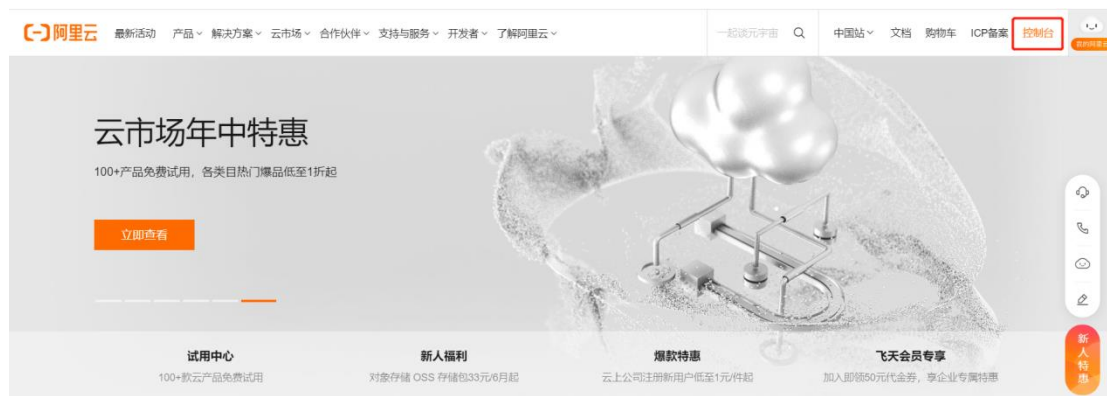 阿里云 最新活动 产品 解决方案 云市场 合作伙伴 支持与服务 开发者 了解阿里云 一起谈元宇宙 中国站 文档 购物车 ICP备案 控制台
我的阿里云
云市场年中特惠
100+产品免费试用，各类目热门爆品低至1折起
立即查看
试用中心 新人福利 爆款特惠 飞天会员专享
100+款云产品免费试用 对象存储 OSS 存储包33元/6月起 云上公司注册新用户低至1元/件起 加入即领50元代金券，享企业专属特惠
新人特惠